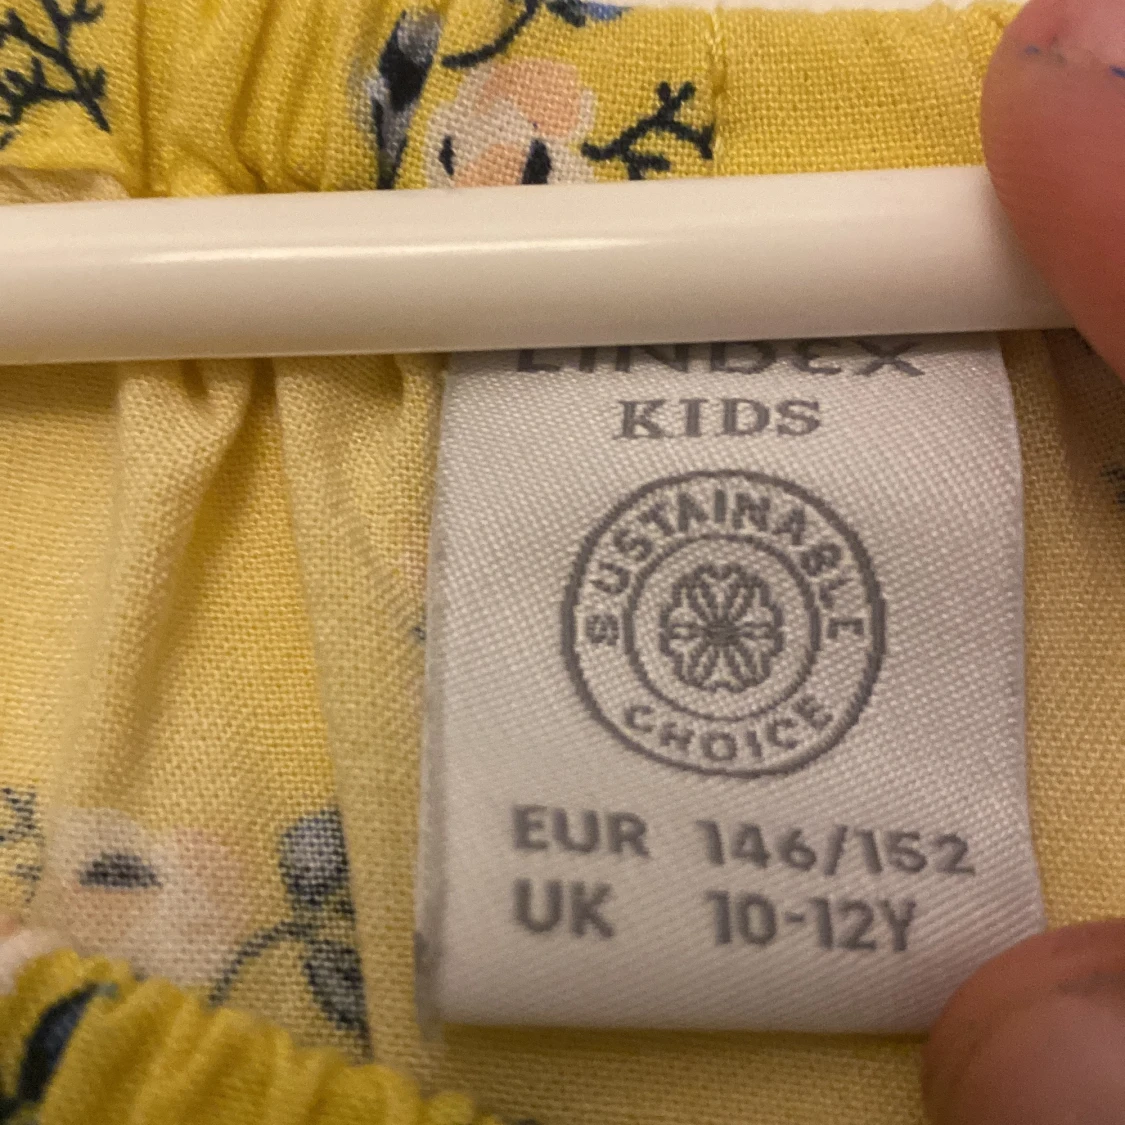 LINDEX
KIDS
SUSTAINABLE
CHOICE
EUR 146/152
UK 10-12Y